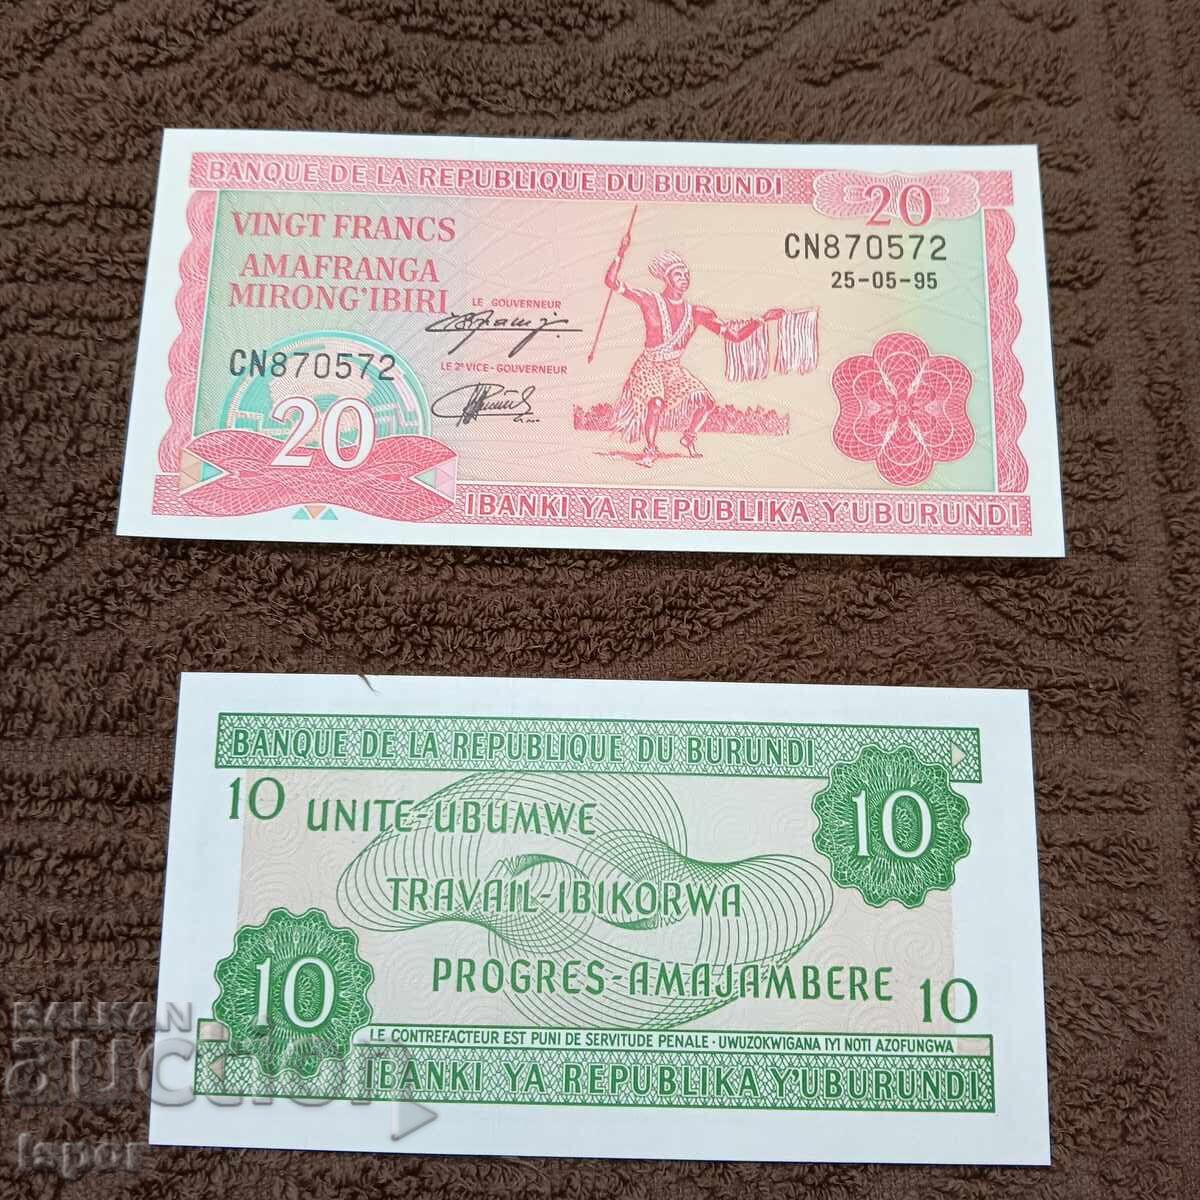 BANQUE DE LA REPUBLIQUE DU BURUNDI
20
VINGT FRANCS
AMAFRANGA
MIRONG'IBIRI
CN870572
25-05-95
LE GOUVERNEUR
LE 2e VICE-GOUVERNEUR
CN870572
20
IBANKI YA REPUBLIKA Y'UBURUNDI
BANQUE DE LA REPUBLIQUE DU BURUNDI
10
10
UNITE-UBUMWE
TRAVAIL-IBIKORWA
PROGRES-AMAJAMBERE
10
10
LE CONTREFACTEUR EST PUNI DE SERVITUDE PENALE · UWUZOKWIGANA IYI NOTI AZOFUNGWA
IBANKI YA REPUBLIKA Y'UBURUNDI
BALKAN
auction
Ispor